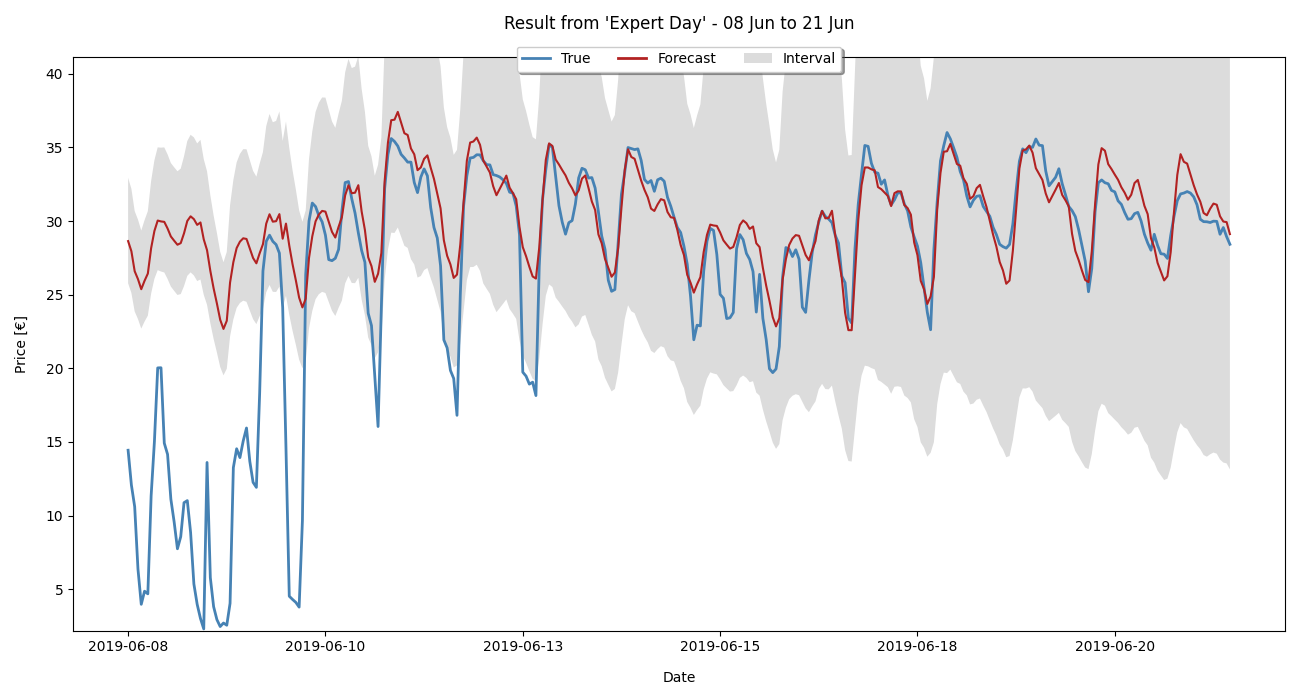 Result from 'Expert Day' - 08 Jun to 21 Jun
True Forecast Interval
40
35
30
25
20
15
10
5
Price [€]
2019-06-08 2019-06-10 2019-06-13 2019-06-15 2019-06-18 2019-06-20
Date